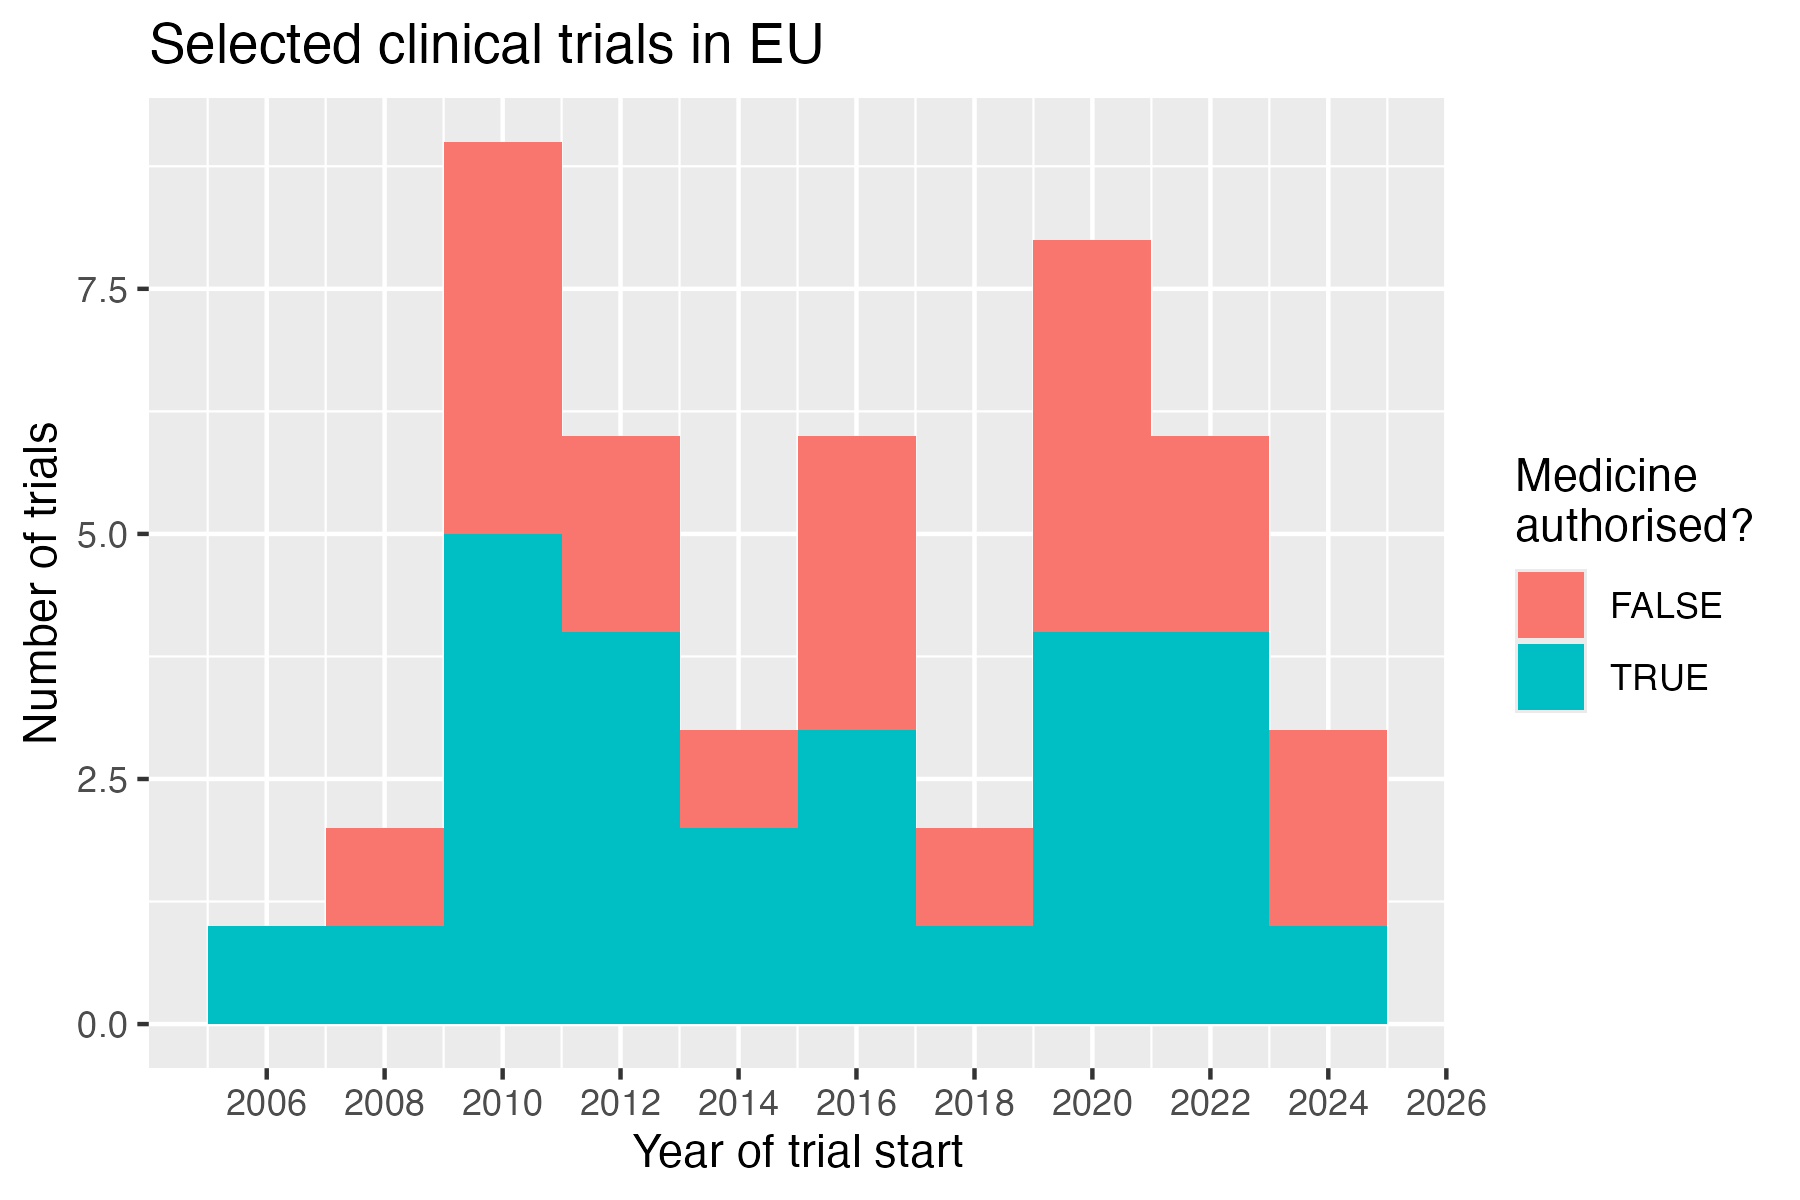 Selected clinical trials in EU
Number of trials
7.5
5.0
2.5
0.0
2006 2008 2010 2012 2014 2016 2018 2020 2022 2024 2026
Year of trial start
Medicine
authorised?
FALSE
TRUE